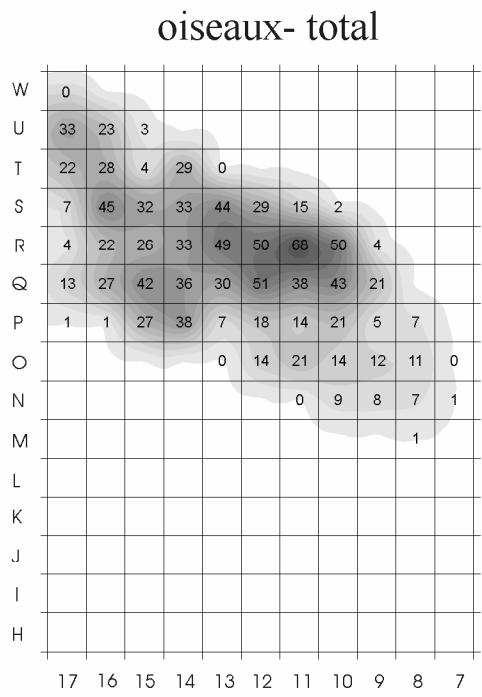 oiseaux- total
W 0
U 33 23 3
T 22 28 4 29 0
S 7 45 32 33 44 29 15 2
R 4 22 26 33 49 50 68 50 4
Q 13 27 42 36 30 51 38 43 21
P 1 1 27 38 7 18 14 21 5 7
O 0 14 21 14 12 11 0
N 0 9 8 7 1
M 1
L
K
J
I
H
17 16 15 14 13 12 11 10 9 8 7